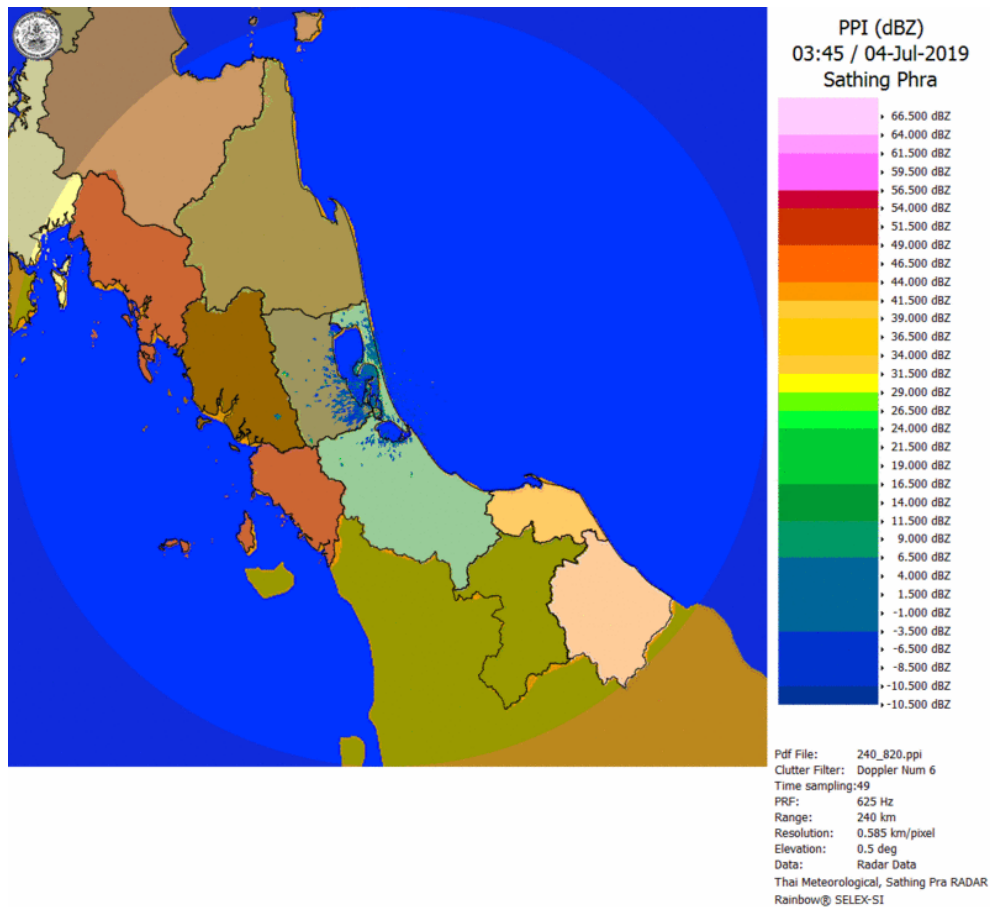 PPI (dBZ)
03:45 / 04-Jul-2019
Sathing Phra
66.500 dBZ
64.000 dBZ
61.500 dBZ
59.500 dBZ
56.500 dBZ
54.000 dBZ
51.500 dBZ
49.000 dBZ
46.500 dBZ
44.000 dBZ
41.500 dBZ
39.000 dBZ
36.500 dBZ
34.000 dBZ
31.500 dBZ
29.000 dBZ
26.500 dBZ
24.000 dBZ
21.500 dBZ
19.000 dBZ
16.500 dBZ
14.000 dBZ
11.500 dBZ
9.000 dBZ
6.500 dBZ
4.000 dBZ
1.500 dBZ
-1.000 dBZ
-3.500 dBZ
-6.500 dBZ
-8.500 dBZ
-10.500 dBZ
-10.500 dBZ
Pdf File: 240_820.ppi
Clutter Filter: Doppler Num 6
Time sampling:49
PRF: 625 Hz
Range: 240 km
Resolution: 0.585 km/pixel
Elevation: 0.5 deg
Data: Radar Data
Thai Meteorological, Sathing Pra RADAR
Rainbow® SELEX-SI